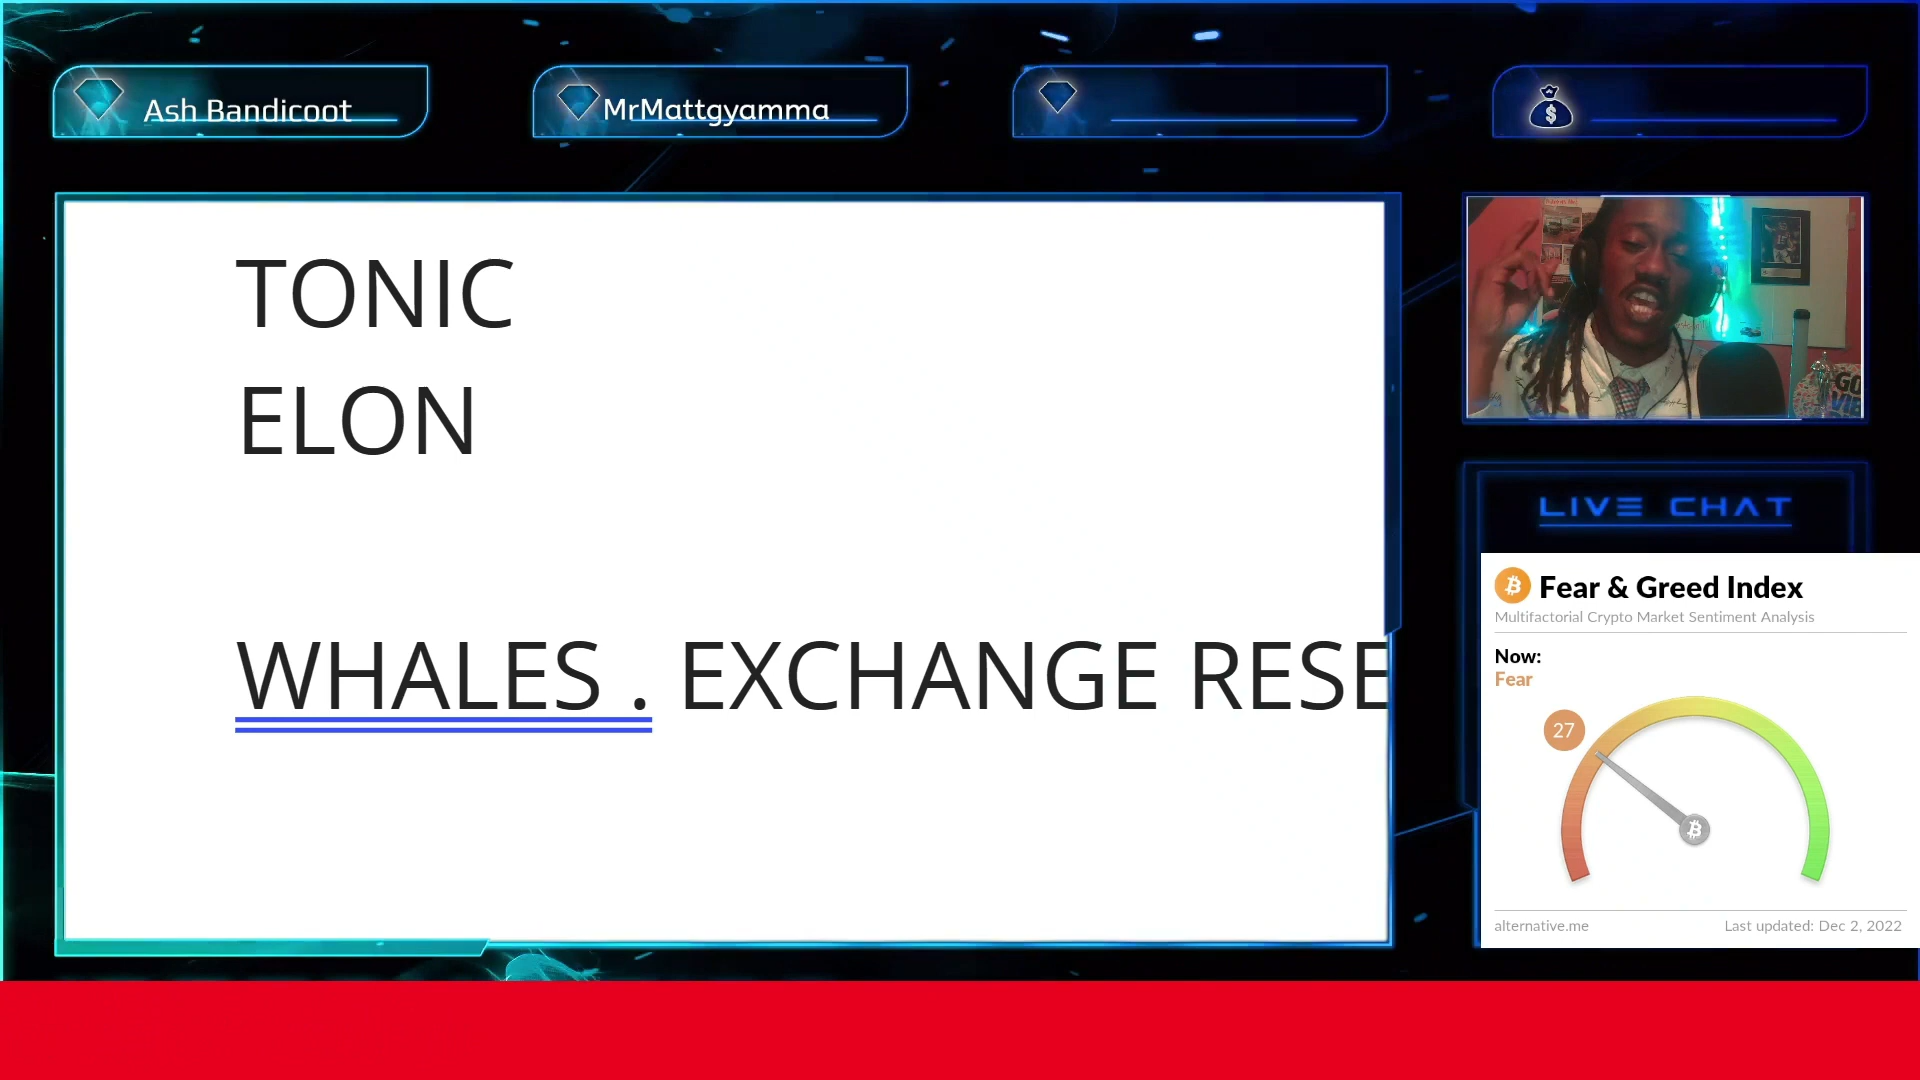 Ash Bandicoot
MrMattgyamma
TONIC
ELON
WHALES . EXCHANGE RESE
LIVE CHAT
Fear & Greed Index
Multifactorial Crypto Market Sentiment Analysis
Now:
Fear
27
alternative.me
Last updated: Dec 2, 2022
GO